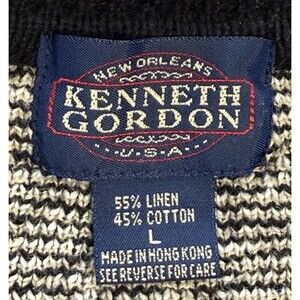 NEW ORLEANS
KENNETH
GORDON
U·S·A
55% LINEN
45% COTTON
L
MADE IN HONG KONG
SEE REVERSE FOR CARE